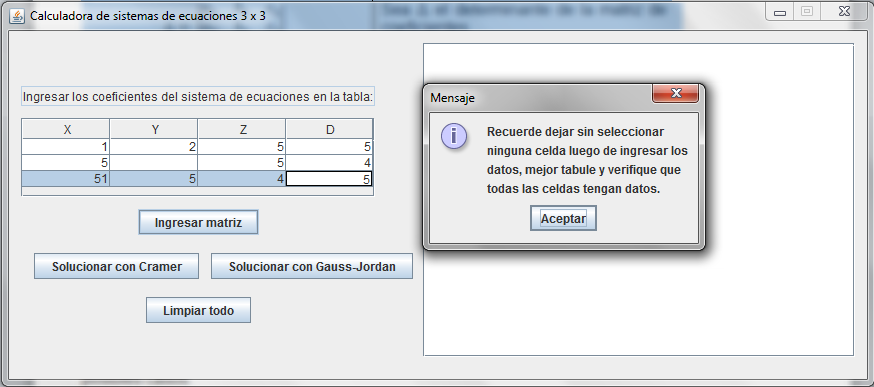 Calculadora de sistemas de ecuaciones 3 x 3
Ingresar los coeficientes del sistema de ecuaciones en la tabla:
X Y Z D
1 2 5 5
5 5 4
51 5 4 5
Ingresar matriz
Solucionar con Cramer Solucionar con Gauss-Jordan
Limpiar todo
Mensaje
Recuerde dejar sin seleccionar
ninguna celda luego de ingresar los
datos, mejor tabule y verifique que
todas las celdas tengan datos.
Aceptar